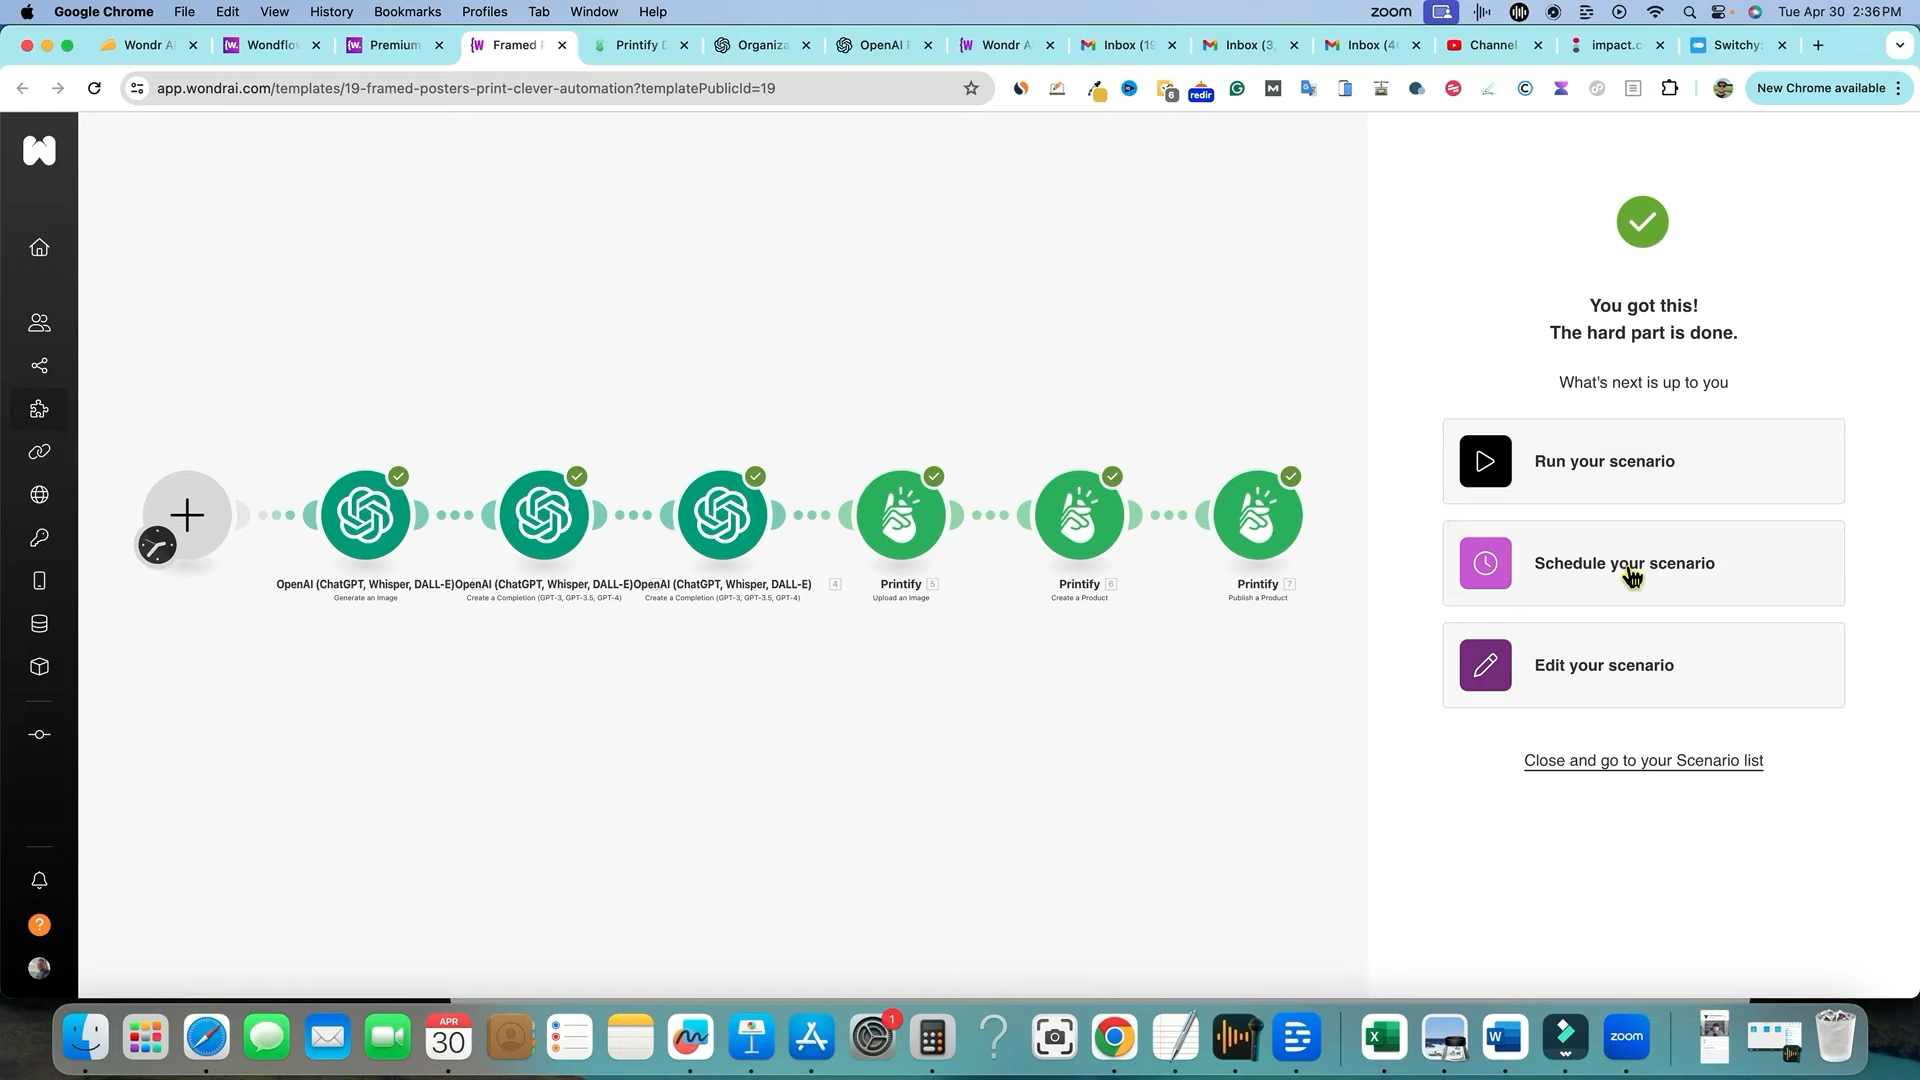 Google Chrome File Edit View History Bookmarks Profiles Tab Window Help
zoom Tue Apr 30 2:36 PM
Wondr A Wondflo Premium Framed Printify D Organiza OpenAI Wondr A Inbox (19 Inbox (3, Inbox (4 Channel impact.c Switchy
app.wondrai.com/templates/19-framed-posters-print-clever-automation?templatePublicId=19
6
redir
New Chrome available
You got this!
The hard part is done.
What's next is up to you
Run your scenario
Schedule your scenario
Edit your scenario
Close and go to your Scenario list
OpenAI (ChatGPT, Whisper, DALL-E)
Generate an Image
OpenAI (ChatGPT, Whisper, DALL-E)
Create a Completion (GPT-3, GPT-3.5, GPT-4)
OpenAI (ChatGPT, Whisper, DALL-E) 4
Create a Completion (GPT-3, GPT-3.5, GPT-4)
Printify 5
Upload an Image
Printify 6
Create a Product
Printify 7
Publish a Product
?
APR
30
1
zoom